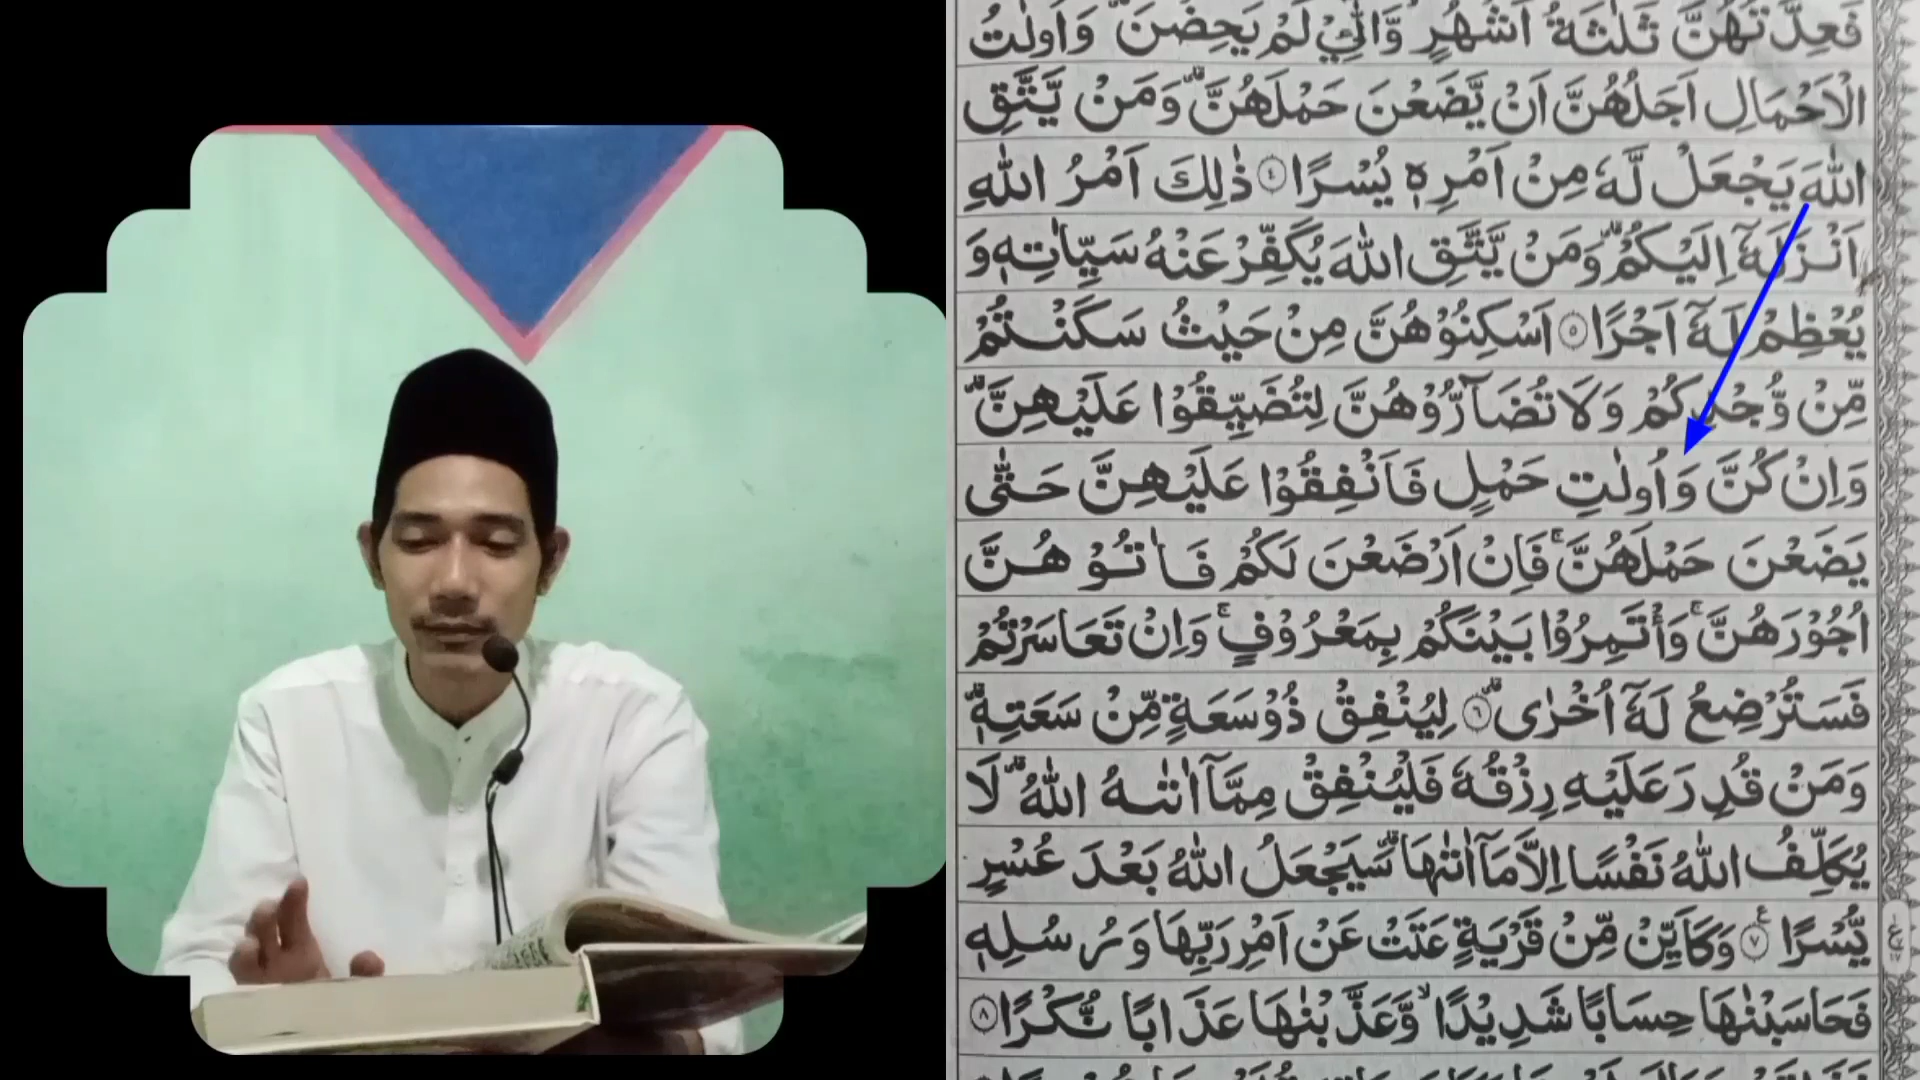 فَعِدَّتُهُنَّ ثَلٰثَةُ اَشْهُرٍ وَّالّٰٓـِٔيْ لَمْ يَحِضْنَ ۗ وَاُولٰتُ
الْاَحْمَالِ اَجَلُهُنَّ اَنْ يَّضَعْنَ حَمْلَهُنَّ ۗ وَمَنْ يَّتَّقِ
اللّٰهَ يَجْعَلْ لَّهٗ مِنْ اَمْرِهٖ يُسْرًا ٤ ذٰلِكَ اَمْرُ اللّٰهِ
اَنْزَلَهٗٓ اِلَيْكُمْ ۗ وَمَنْ يَّتَّقِ اللّٰهَ يُكَفِّرْ عَنْهُ سَيِّاٰتِهٖ وَ
يُعْظِمْ لَهٗٓ اَجْرًا ٥ اَسْكِنُوْهُنَّ مِنْ حَيْثُ سَكَنْتُمْ
مِّنْ وُّجْدِكُمْ وَلَا تُضَاۤرُّوْهُنَّ لِتُضَيِّقُوْا عَلَيْهِنَّ ۗ
وَاِنْ كُنَّ وَاُولٰتِ حَمْلٍ فَاَنْفِقُوْا عَلَيْهِنَّ حَتّٰى
يَضَعْنَ حَمْلَهُنَّ ۚ فَاِنْ اَرْضَعْنَ لَكُمْ فَاٰتُوْ هُنَّ
اُجُوْرَهُنَّ ۚ وَأْتَمِرُوْا بَيْنَكُمْ بِمَعْرُوْفٍ ۚ وَاِنْ تَعَاسَرْتُمْ
فَسَتُرْضِعُ لَهٗٓ اُخْرٰى ۗ ٦ لِيُنْفِقْ ذُوْ سَعَةٍ مِّنْ سَعَتِهٖ ۗ
وَمَنْ قُدِرَ عَلَيْهِ رِزْقُهٗ فَلْيُنْفِقْ مِمَّآ اٰتٰىهُ اللّٰهُ ۗ لَا
يُكَلِّفُ اللّٰهُ نَفْسًا اِلَّا مَآ اٰتٰىهَا ۗ سَيَجْعَلُ اللّٰهُ بَعْدَ عُسْرٍ
يُّسْرًا ٧ وَكَاَيِّنْ مِّنْ قَرْيَةٍ عَتَتْ عَنْ اَمْرِ رَبِّهَا وَرُسُلِهٖ
فَحَاسَبْنٰهَا حِسَابًا شَدِيْدًا ۙ وَّعَذَّبْنٰهَا عَذَابًا نُّكْرًا ٨